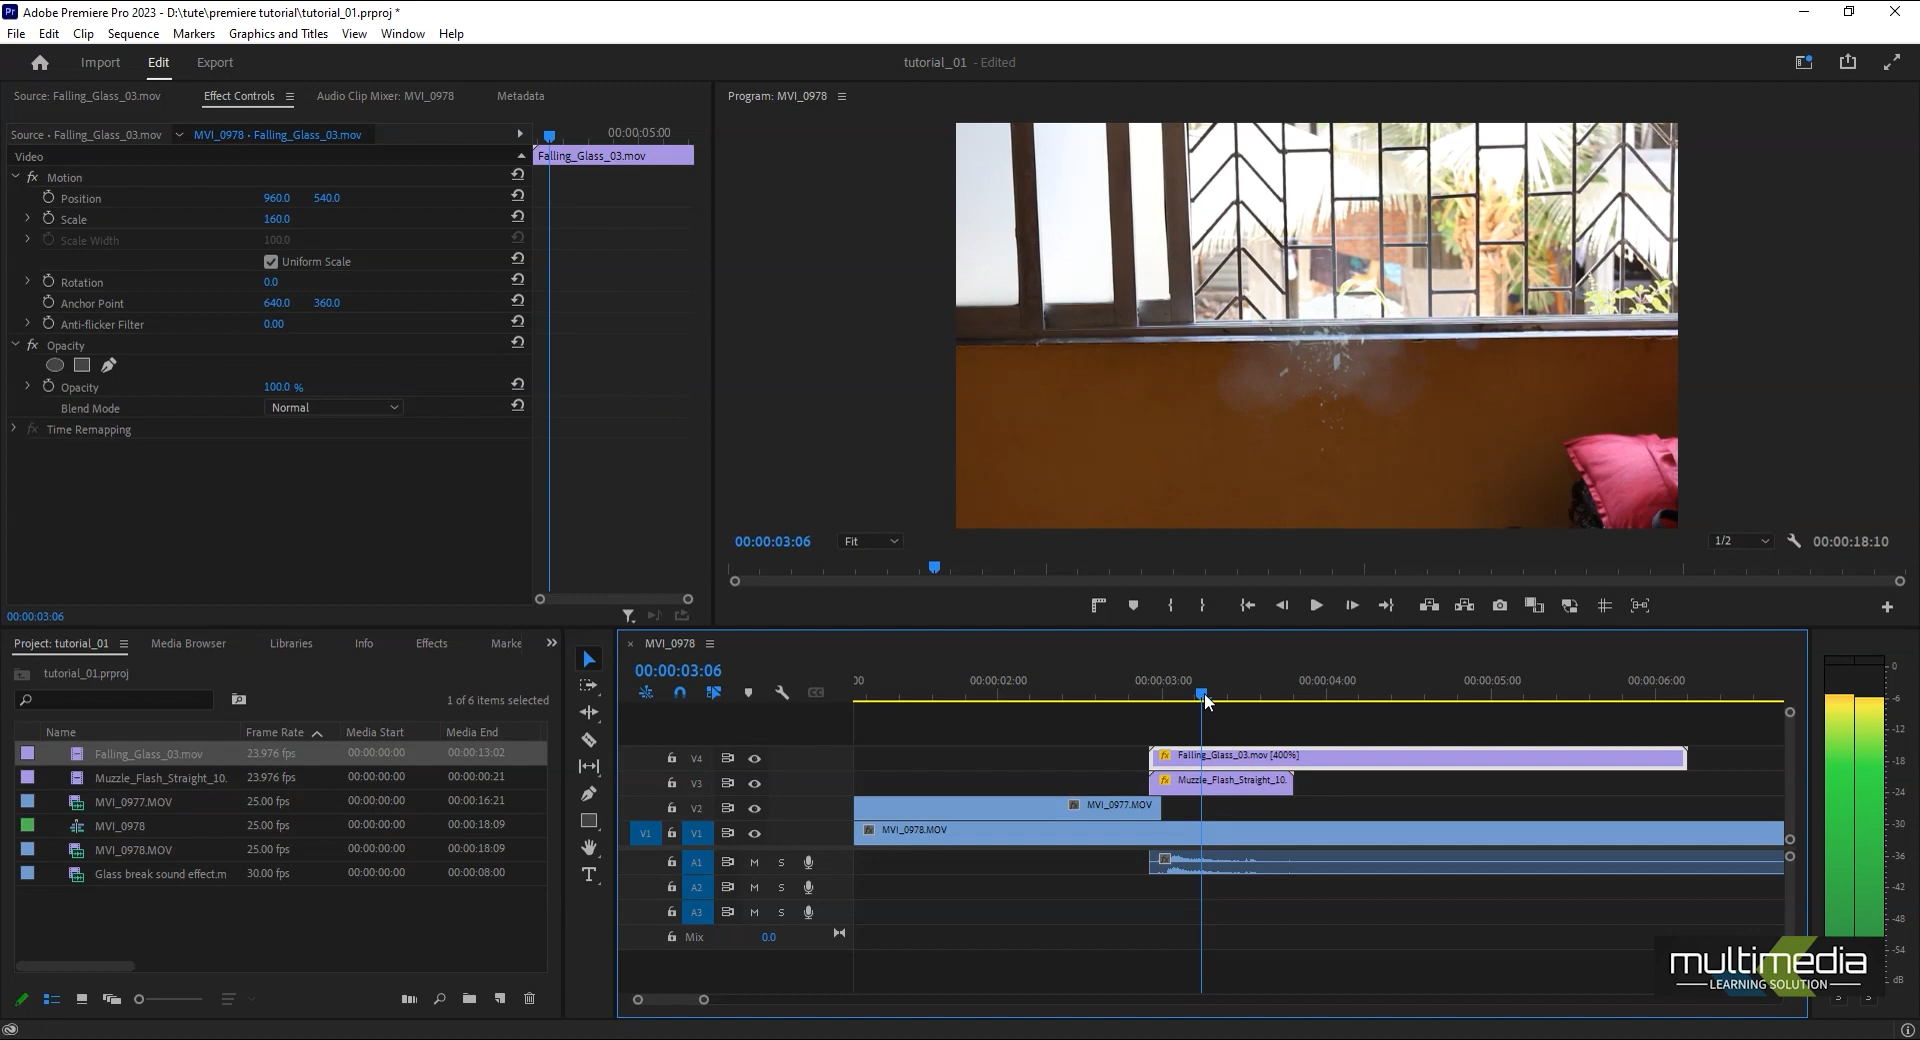 Adobe Premiere Pro 2023 - D:\tute\premiere tutorial\tutorial_01.prproj *
File Edit Clip Sequence Markers Graphics and Titles View Window Help
Import Edit Export
tutorial_01 - Edited
Source: Falling_Glass_03.mov Effect Controls Audio Clip Mixer: MVI_0978 Metadata
Source • Falling_Glass_03.mov MVI_0978 • Falling_Glass_03.mov
00:00:05:00
Video
Falling_Glass_03.mov
fx Motion
Position 960.0 540.0
Scale 160.0
Scale Width 100.0
Uniform Scale
Rotation 0.0
Anchor Point 640.0 360.0
Anti-flicker Filter 0.00
fx Opacity
Opacity 100.0 %
Blend Mode Normal
fx Time Remapping
00:00:03:06
Program: MVI_0978
00:00:03:06 Fit 1/2 00:00:18:10
Project: tutorial_01 Media Browser Libraries Info Effects Marke
tutorial_01.prproj
1 of 6 items selected
Name Frame Rate Media Start Media End
Falling_Glass_03.mov 23.976 fps 00:00:00:00 00:00:13:02
Muzzle_Flash_Straight_10. 23.976 fps 00:00:00:00 00:00:00:21
MVI_0977.MOV 25.00 fps 00:00:00:00 00:00:16:21
MVI_0978 25.00 fps 00:00:00:00 00:00:18:09
MVI_0978.MOV 25.00 fps 00:00:00:00 00:00:18:09
Glass break sound effect.m 30.00 fps 00:00:00:00 00:00:08:00
MVI_0978
00:00:03:06
:00 00:00:02:00 00:00:03:00 00:00:04:00 00:00:05:00 00:00:06:00
V4 fx Falling_Glass_03.mov [400%]
V3 fx Muzzle_Flash_Straight_10.
V2 fx MVI_0977.MOV
V1 V1 fx MVI_0978.MOV
A1 M S fx
A2 M S
A3 M S
Mix 0.0
0
-6
-12
-18
-24
-30
-36
-42
-48
-54
dB
S S
multimedia
LEARNING SOLUTION